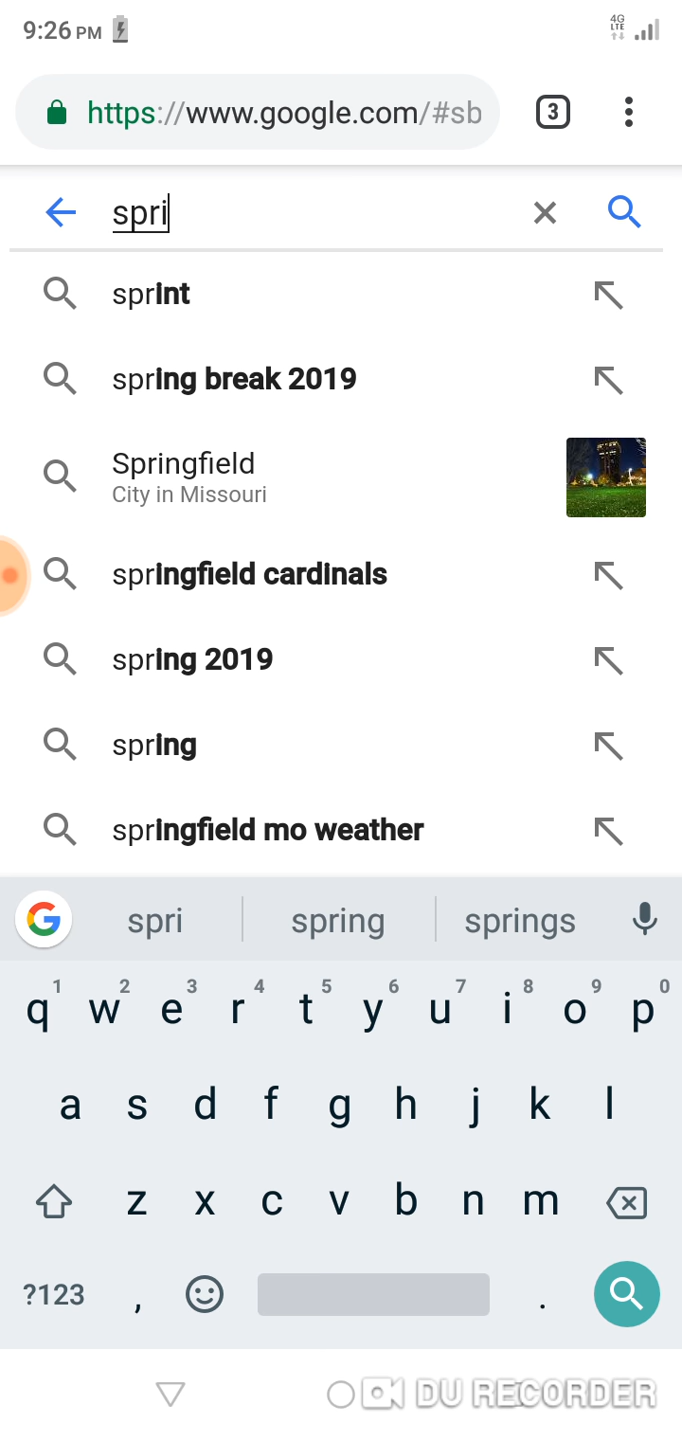 9:26 PM
4G
LTE
https://www.google.com/#sb
3
spri
sprint
spring break 2019
Springfield
City in Missouri
springfield cardinals
spring 2019
spring
springfield mo weather
G spri spring springs
1 2 3 4 5 6 7 8 9 0
q w e r t y u i o p
a s d f g h j k l
z x c v b n m
?123 , .
DU RECORDER